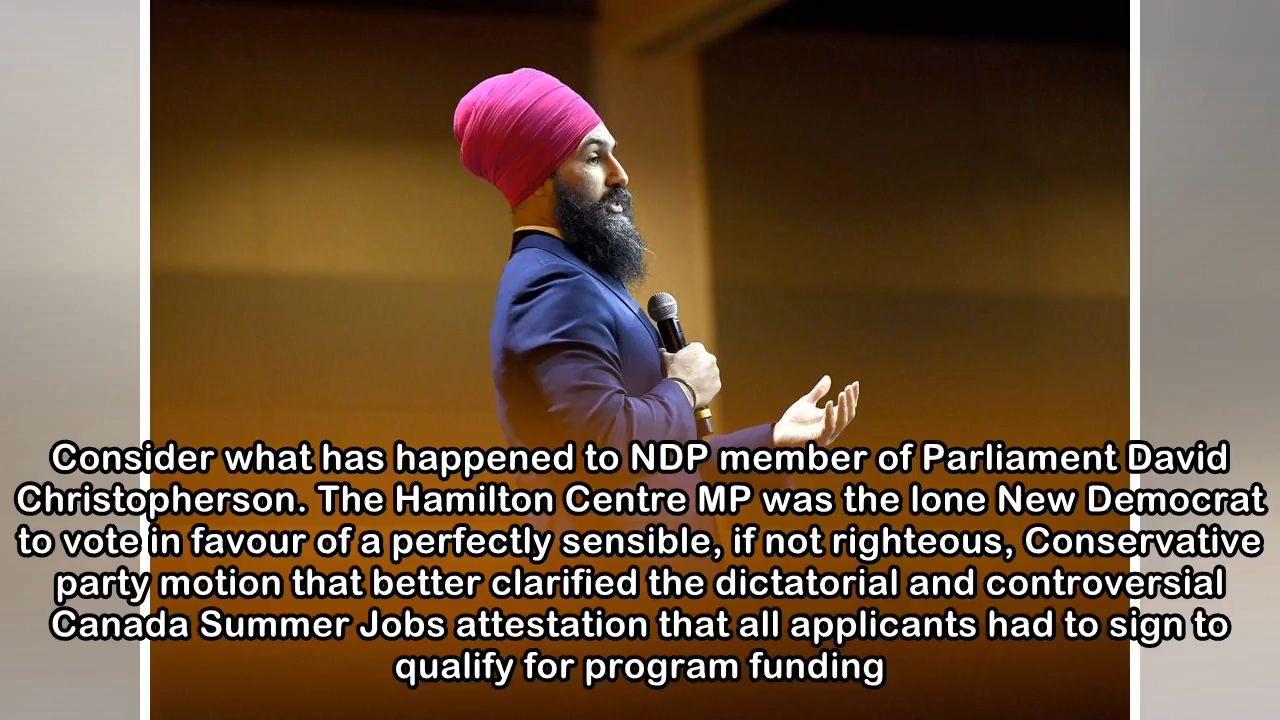 Consider what has happened to NDP member of Parliament David
Christopherson. The Hamilton Centre MP was the lone New Democrat
to vote in favour of a perfectly sensible, if not righteous, Conservative
party motion that better clarified the dictatorial and controversial
Canada Summer Jobs attestation that all applicants had to sign to
qualify for program funding